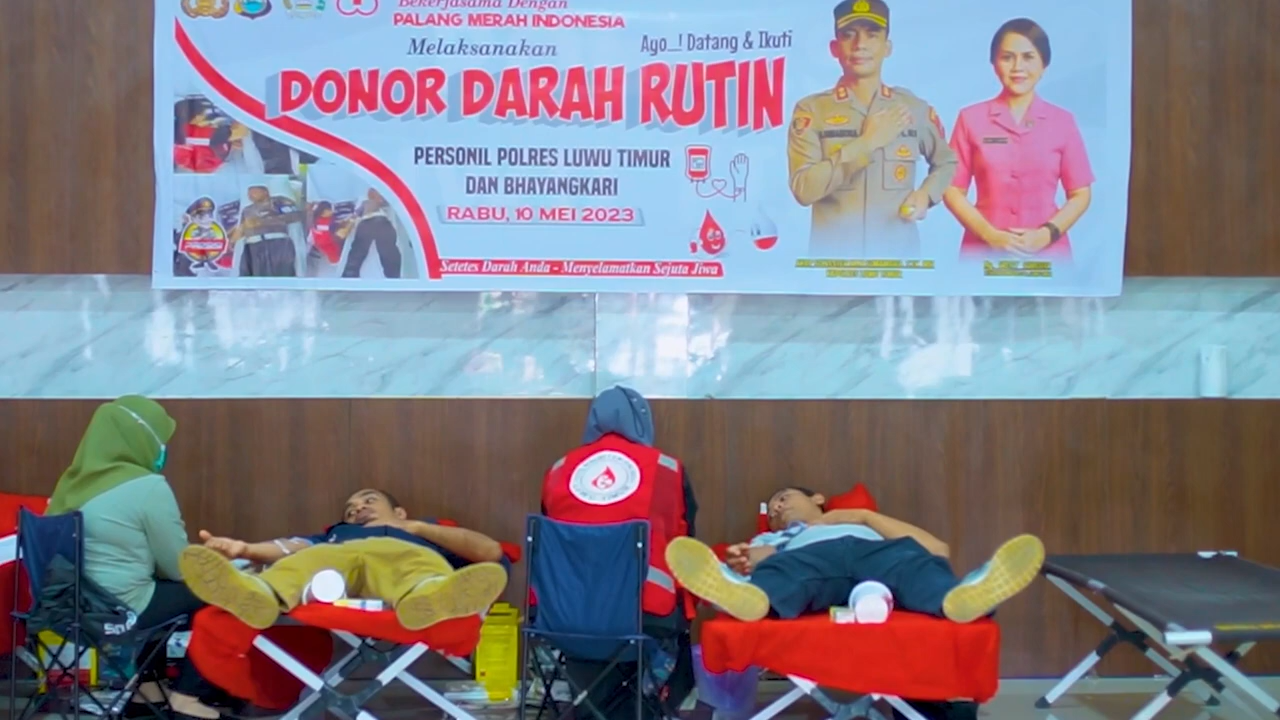 Bekerjasama Dengan
PALANG MERAH INDONESIA
Melaksanakan
Ayo...! Datang & Ikuti
DONOR DARAH RUTIN
PERSONIL POLRES LUWU TIMUR
DAN BHAYANGKARI
RABU, 10 MEI 2023
Setetes Darah Anda - Menyelamatkan Sejuta Jiwa